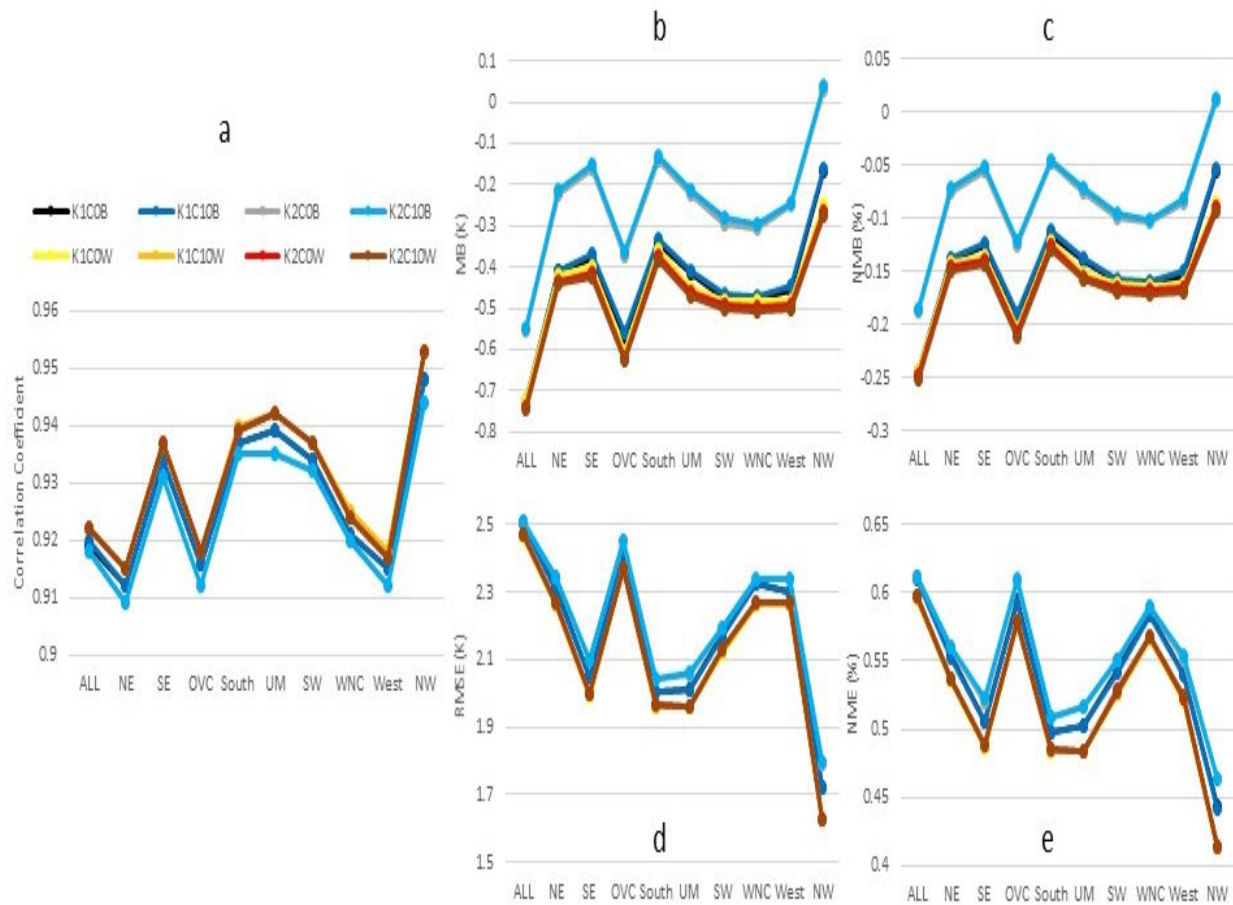 a
K1C0B K1C10B K2C0B K2C10B
K1C0W K1C10W K2C0W K2C10W
Correlation Coefficient
0.96
0.95
0.94
0.93
0.92
0.91
0.9
ALL NE SE OVC South UM SW WNC West NW
b
MB (K)
0.1
0
-0.1
-0.2
-0.3
-0.4
-0.5
-0.6
-0.7
-0.8
ALL NE SE OVC South UM SW WNC West NW
c
NMB (%)
0.05
0
-0.05
-0.1
-0.15
-0.2
-0.25
-0.3
ALL NE SE OVC South UM SW WNC West NW
RMSE (K)
2.5
2.3
2.1
1.9
1.7
1.5
d
ALL NE SE OVC South UM SW WNC West NW
NME (%)
0.65
0.6
0.55
0.5
0.45
0.4
e
ALL NE SE OVC South UM SW WNC West NW